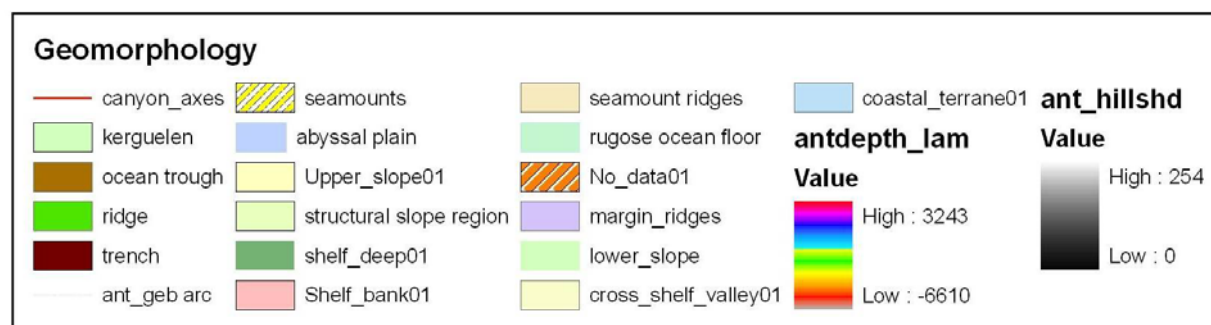 Geomorphology
canyon_axes
kerguelen
ocean trough
ridge
trench
ant_geb arc
seamounts
abyssal plain
Upper_slope01
structural slope region
shelf_deep01
Shelf_bank01
seamount ridges
rugose ocean floor
No_data01
margin_ridges
lower_slope
cross_shelf_valley01
coastal_terrane01
antdepth_lam
Value
High : 3243
Low : -6610
ant_hillshd
Value
High : 254
Low : 0